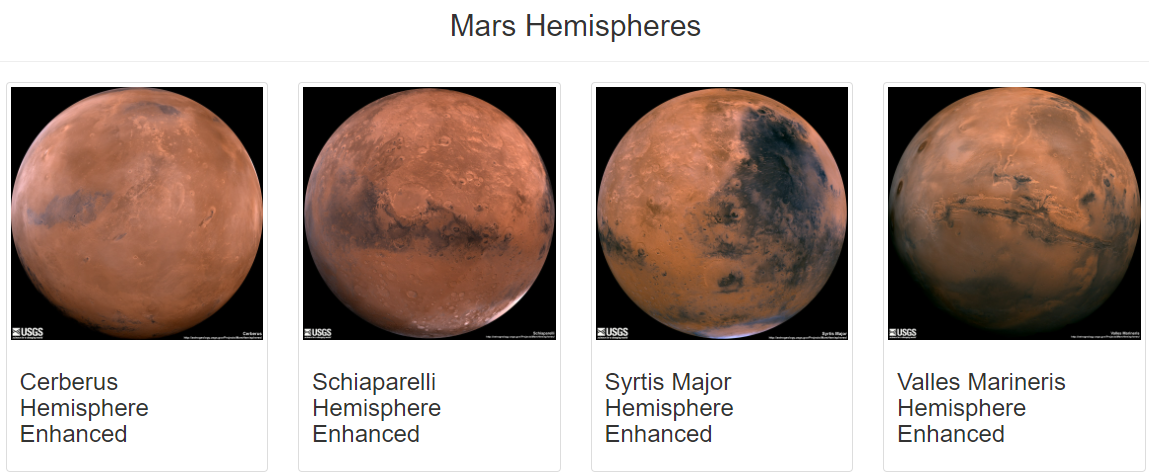 Mars Hemispheres
USGS
Cerberus
USGS
Schiaparelli
USGS
Syrtis Major
USGS
Valles Marineris
Cerberus
Hemisphere
Enhanced
Schiaparelli
Hemisphere
Enhanced
Syrtis Major
Hemisphere
Enhanced
Valles Marineris
Hemisphere
Enhanced